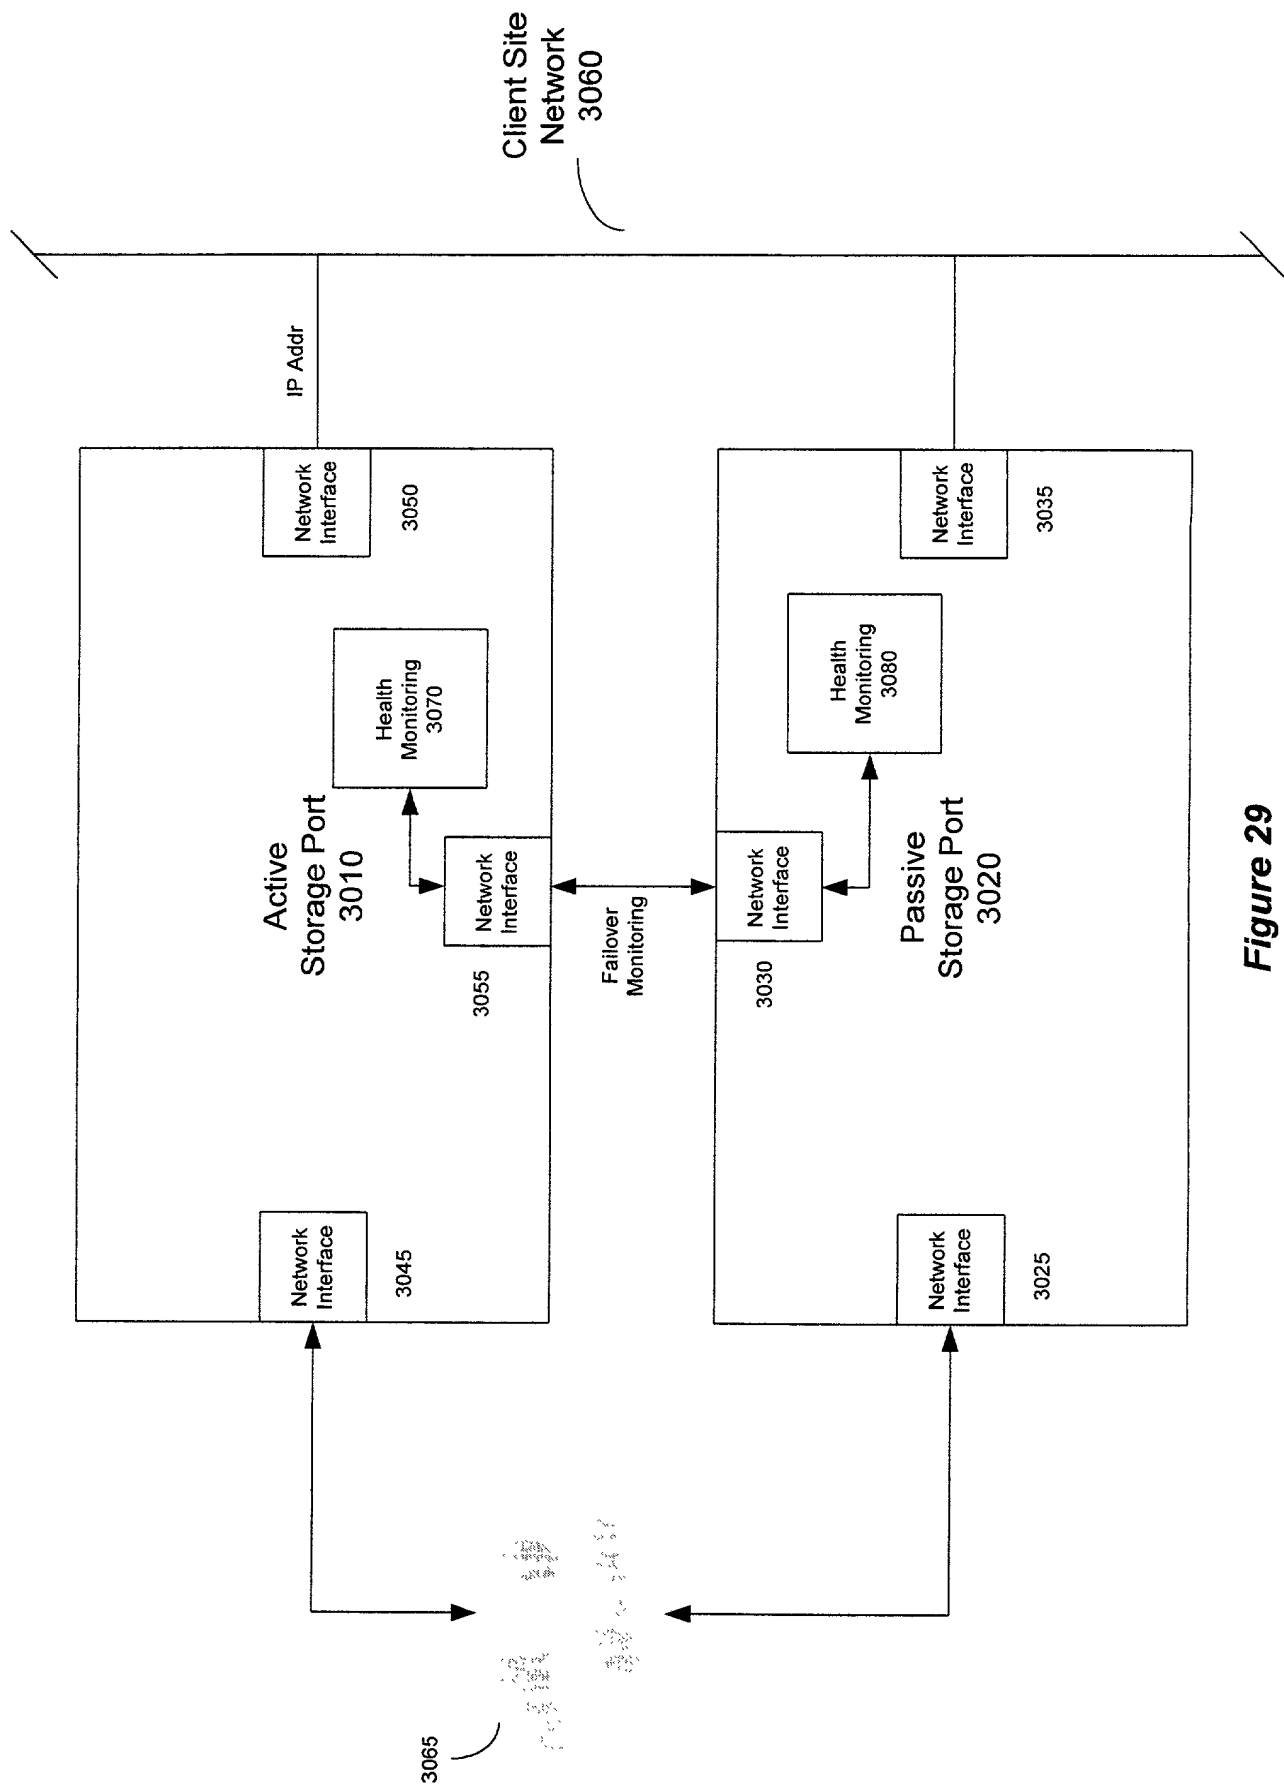 Client Site
Network
3060
IP Addr
Network
Interface
3050
Health
Monitoring
3070
Active
Storage Port
3010
Network
Interface
3055
Network
Interface
3045
Failover
Monitoring
Network
Interface
3035
Health
Monitoring
3080
Network
Interface
3030
Passive
Storage Port
3020
Network
Interface
3025
3065
Figure 29